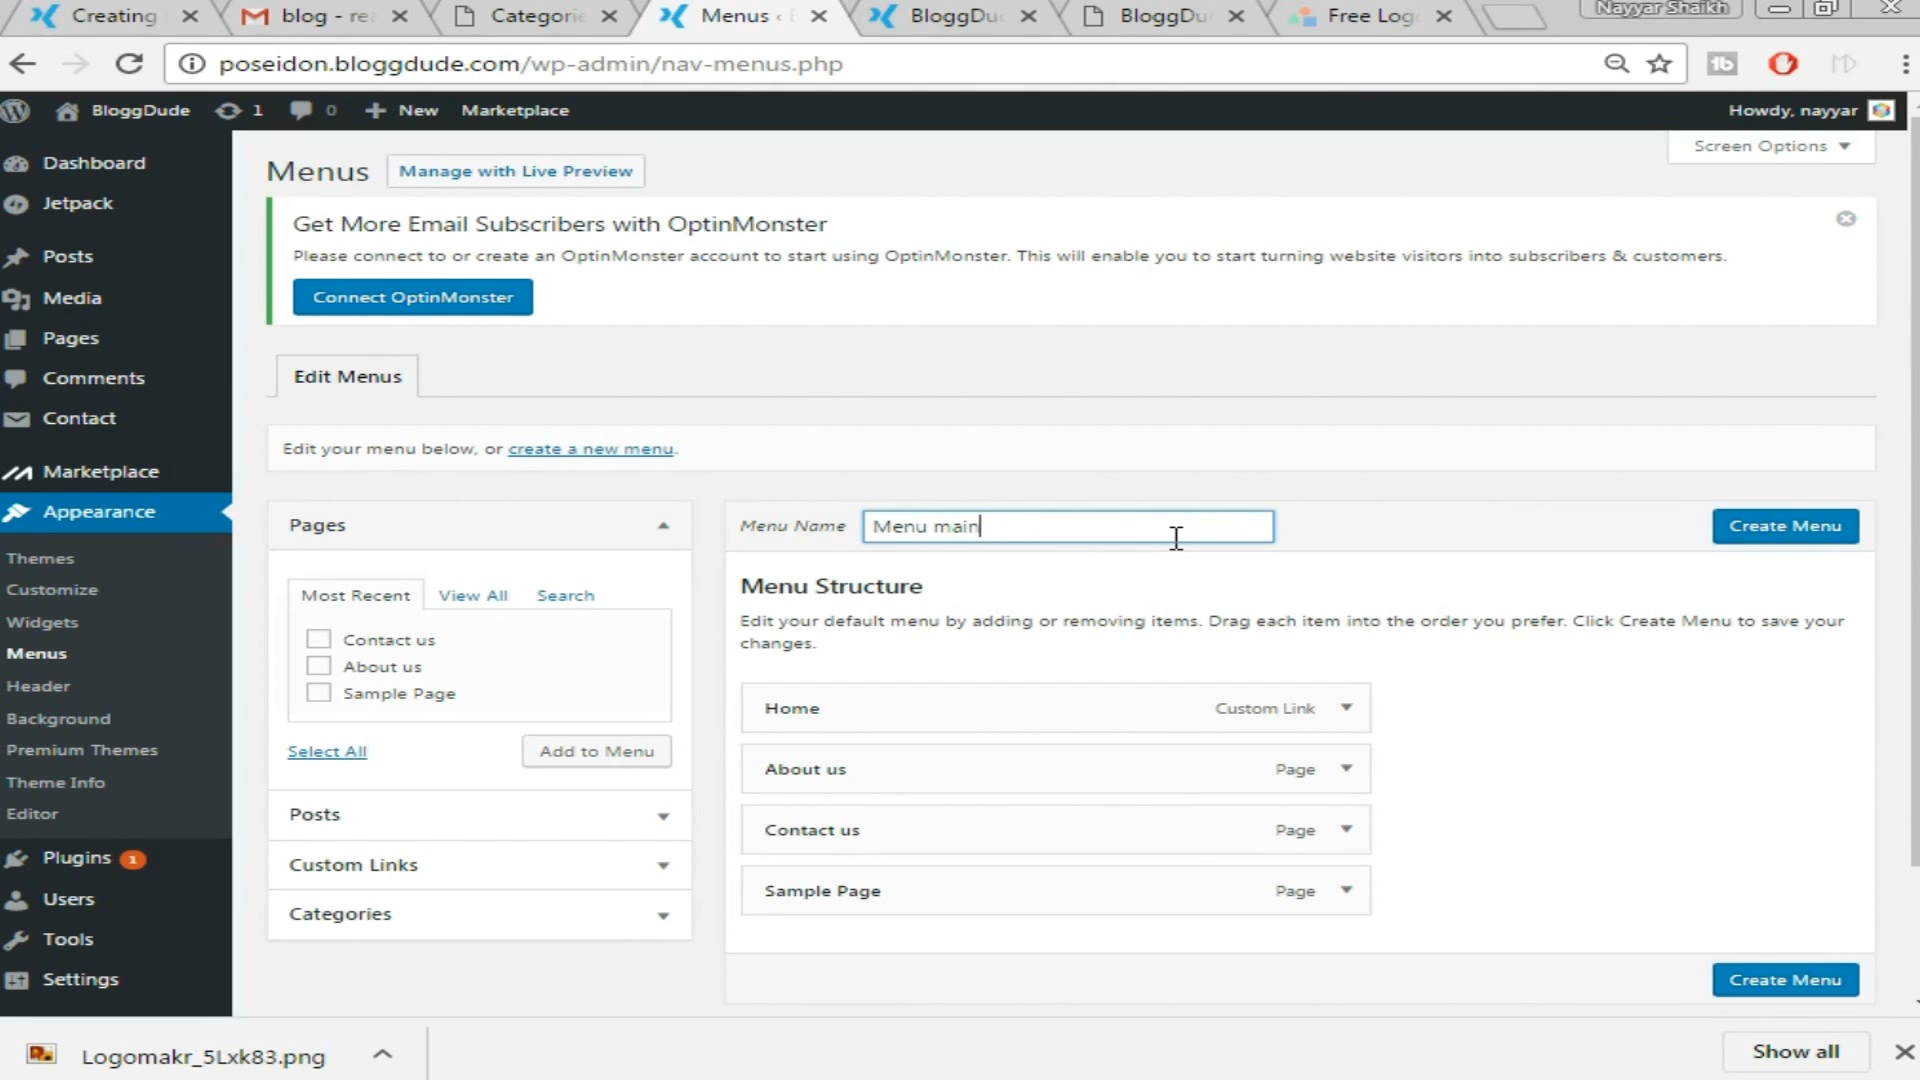 Creating
blog - re
Categori
Menus ‹
BloggDu
BloggDu
Free Log
Nayyar Shaikh
poseidon.bloggdude.com/wp-admin/nav-menus.php
BloggDude 1 0 New Marketplace
Howdy, nayyar
Screen Options
Dashboard
Jetpack
Posts
Media
Pages
Comments
Contact
Marketplace
Appearance
Themes
Customize
Widgets
Menus
Header
Background
Premium Themes
Theme Info
Editor
Plugins 1
Users
Tools
Settings
Menus Manage with Live Preview
Get More Email Subscribers with OptinMonster
Please connect to or create an OptinMonster account to start using OptinMonster. This will enable you to start turning website visitors into subscribers & customers.
Connect OptinMonster
Edit Menus
Edit your menu below, or create a new menu.
Pages
Most Recent View All Search
Contact us
About us
Sample Page
Select All Add to Menu
Posts
Custom Links
Categories
Menu Name Menu main Create Menu
Menu Structure
Edit your default menu by adding or removing items. Drag each item into the order you prefer. Click Create Menu to save your
changes.
Home Custom Link
About us Page
Contact us Page
Sample Page Page
Create Menu
Logomakr_5Lxk83.png
Show all